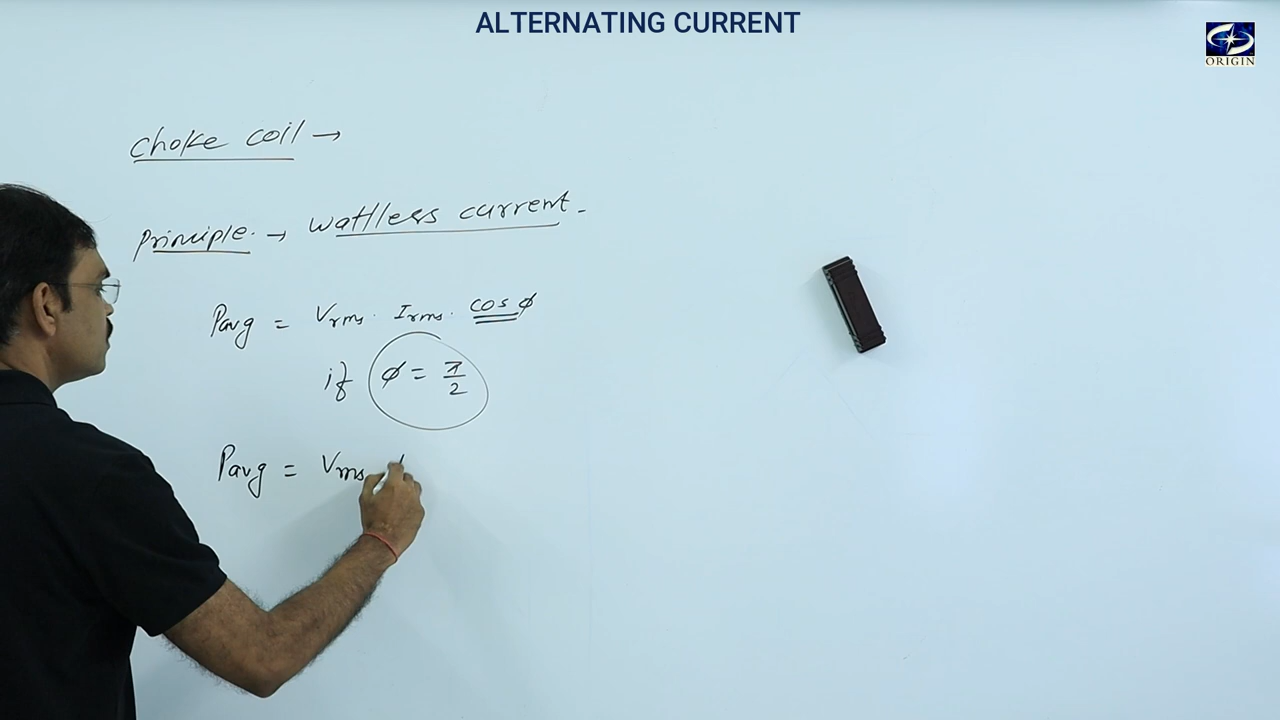 ALTERNATING CURRENT
ORIGIN
choke coil →
Principle. → wattless current.
Pavg = Vrms. Irms. cos φ
if φ = π/2
Pavg = Vrms